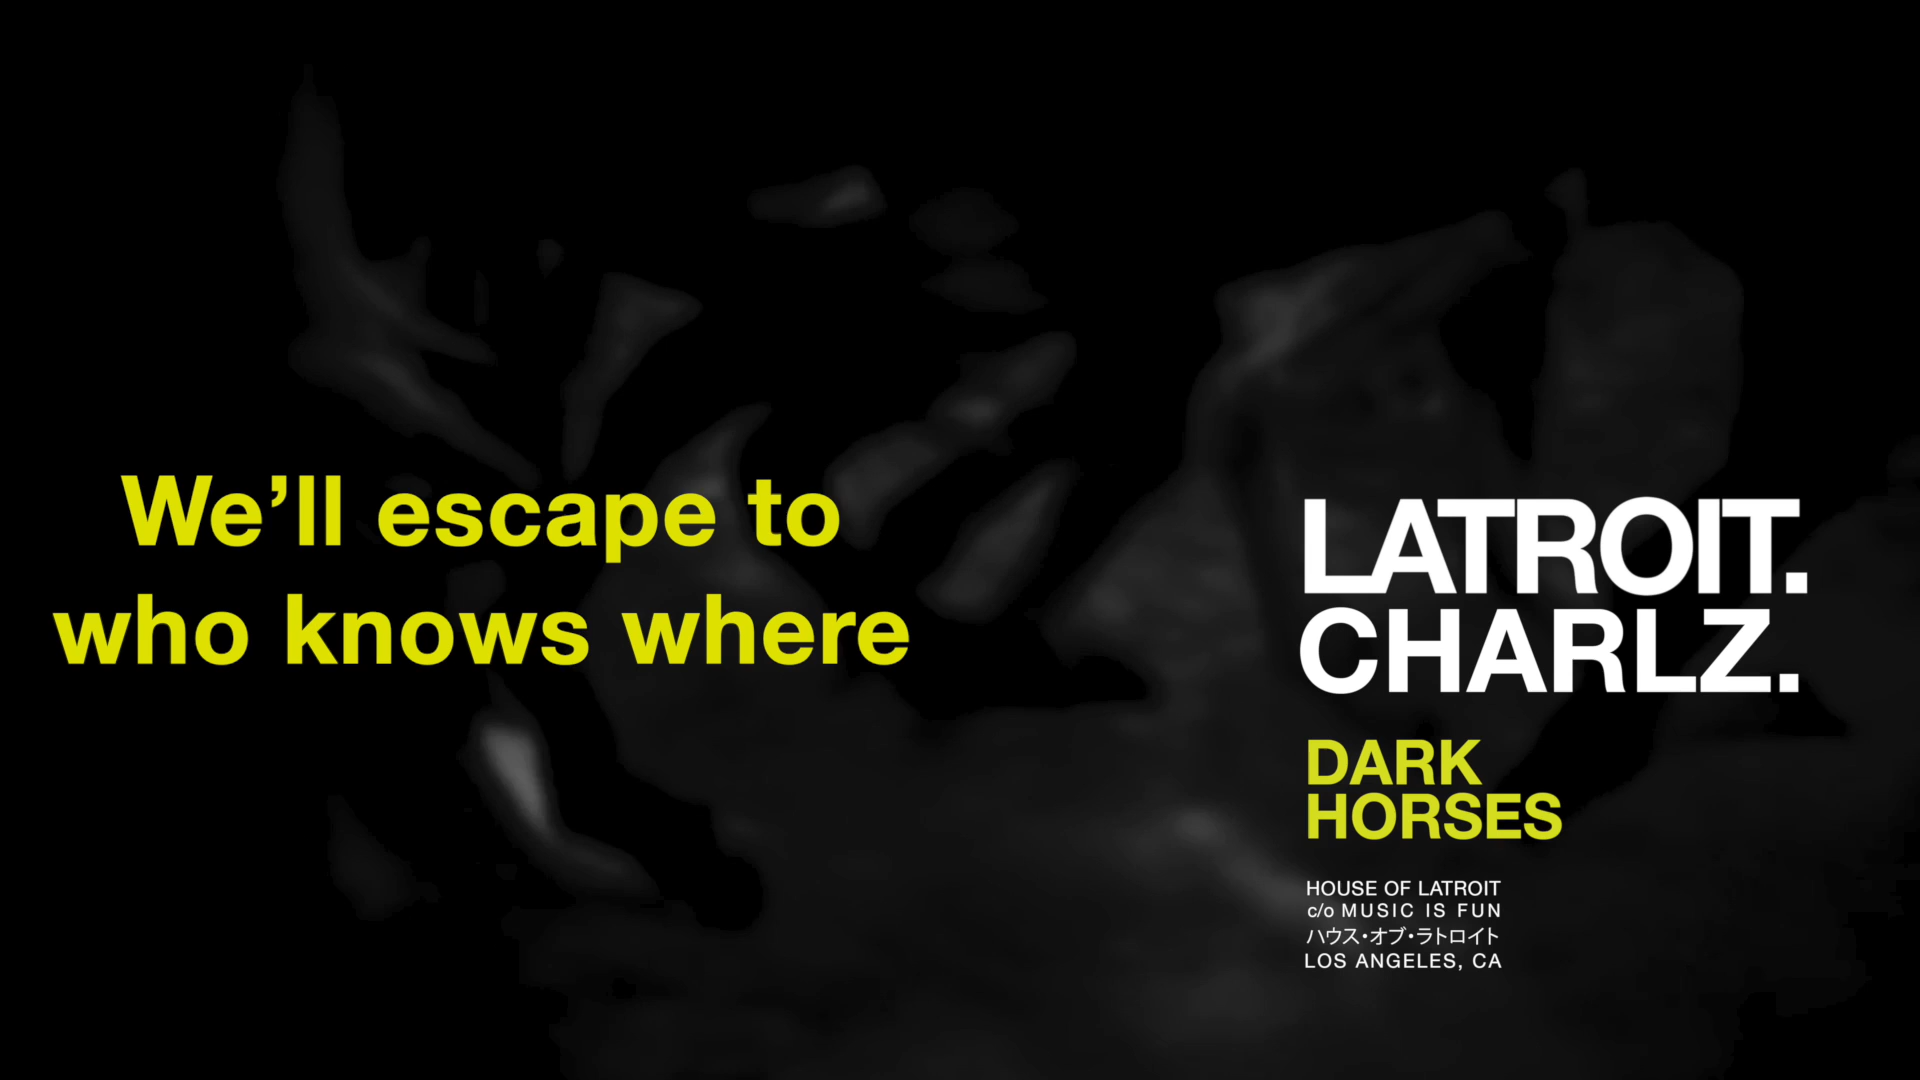 We’ll escape to
who knows where
LATROIT.
CHARLZ.
DARK
HORSES
HOUSE OF LATROIT
c/o MUSIC IS FUN
ハウス・オブ・ラトロイト
LOS ANGELES, CA